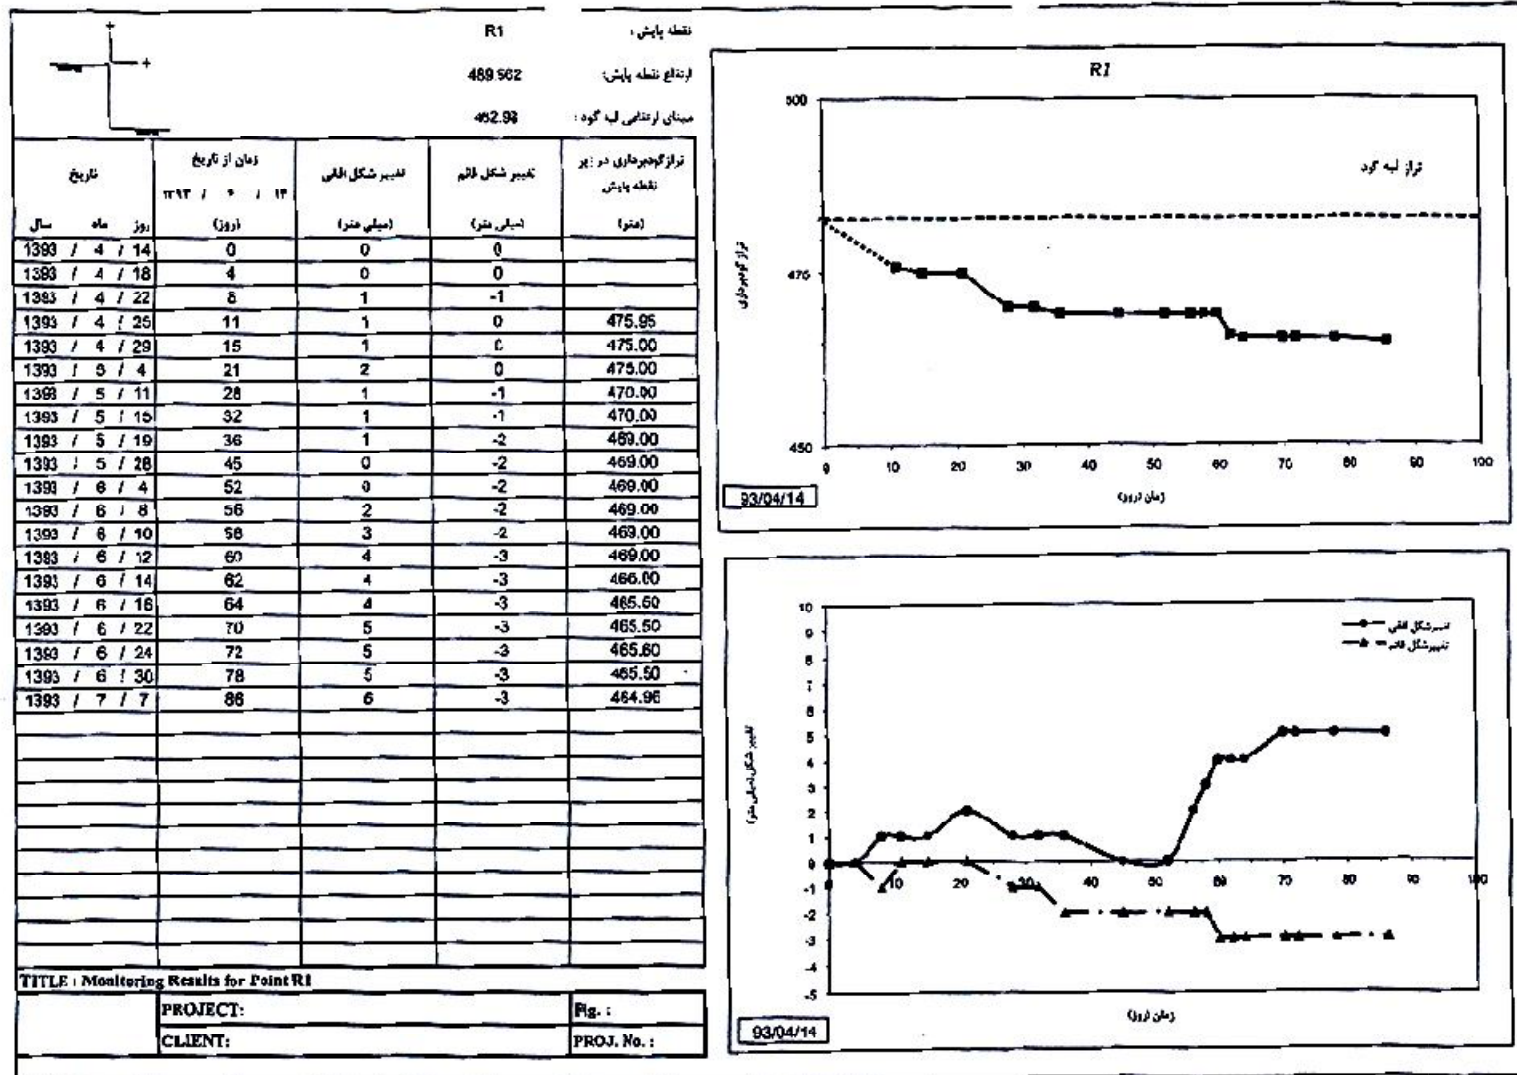 نقطه پایش : R1
ارتفاع نقطه پایش: 489.562
مبنای ارتفاعی لبه گود : 482.98
تاریخ
سال ماه روز
زمان از تاریخ
(روز)
تغییر شکل افقی
(میلی متر)
تغییر شکل قائم
(میلی متر)
تراز گودبرداری در زیر
نقطه پایش
(متر)
1393 / 4 / 14 0 0 0
1393 / 4 / 18 4 0 0
1393 / 4 / 22 8 1 -1
1393 / 4 / 25 11 1 0 475.95
1393 / 4 / 29 15 1 0 475.00
1393 / 5 / 4 21 2 0 475.00
1393 / 5 / 11 28 1 -1 470.00
1393 / 5 / 15 32 1 -1 470.00
1393 / 5 / 19 36 1 -2 469.00
1393 / 5 / 28 45 0 -2 469.00
1393 / 6 / 4 52 0 -2 469.00
1393 / 6 / 8 56 2 -2 469.00
1393 / 6 / 10 58 3 -2 469.00
1393 / 6 / 12 60 4 -3 469.00
1393 / 6 / 14 62 4 -3 466.00
1393 / 6 / 16 64 4 -3 465.50
1393 / 6 / 22 70 5 -3 465.50
1393 / 6 / 24 72 5 -3 465.60
1393 / 6 / 30 78 5 -3 465.50
1393 / 7 / 7 86 6 -3 464.96
TITLE : Monitoring Results for Point R1
PROJECT: Fig. :
CLIENT: PROJ. No. :
R1
500
475
450
تراز لبه گود
تراز گودبرداری
0 10 20 30 40 50 60 70 80 90 100
زمان (روز)
93/04/14
10
9
8
7
6
5
4
3
2
1
0
-1
-2
-3
-4
-5
تغییر شکل افقی
تغییر شکل قائم
تغییر شکل (میلی متر)
0 10 20 30 40 50 60 70 80 90 100
زمان (روز)
93/04/14